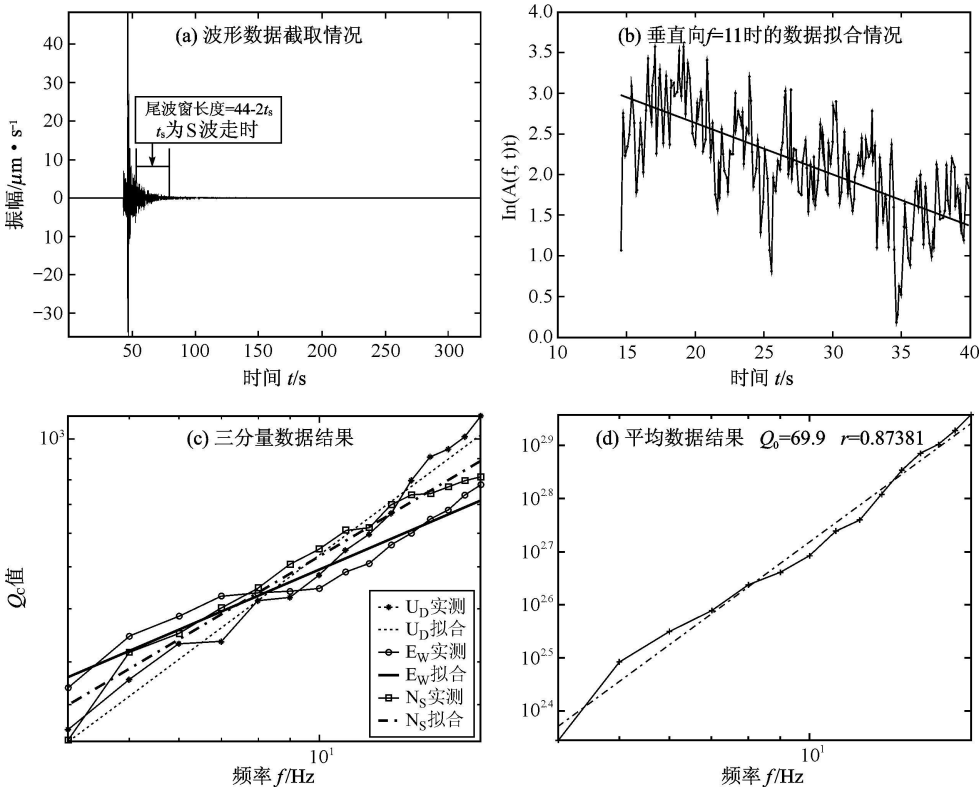 (a) 波形数据截取情况
尾波窗长度=44-2ts
ts为S波走时
振幅/μm·s⁻¹
40
30
20
10
0
−10
−20
−30
50
100
150
200
250
300
时间 t/s
(b) 垂直向f=11时的数据拟合情况
In(A(f, t)t)
4.0
3.5
3.0
2.5
2.0
1.5
1.0
0.5
0.0
10
15
20
25
30
35
40
时间 t/s
(c) 三分量数据结果
10³
QC值
UD实测
UD拟合
EW实测
EW拟合
NS实测
NS拟合
10¹
频率 f/Hz
(d) 平均数据结果 Q0=69.9 r=0.87381
10^2.9
10^2.8
10^2.7
10^2.6
10^2.5
10^2.4
10¹
频率 f/Hz